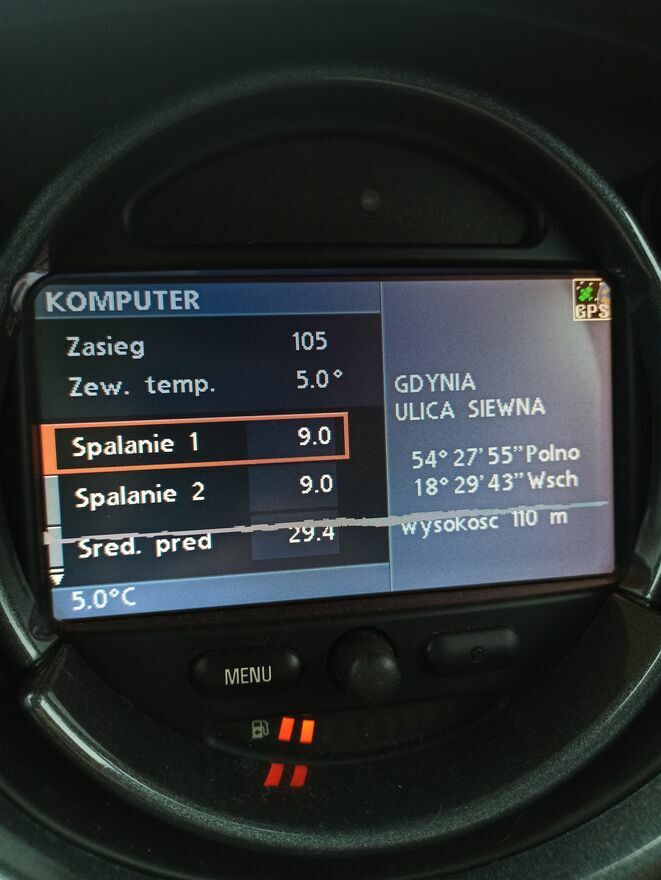 KOMPUTER
Zasieg 105
Zew. temp. 5.0°
Spalanie 1 9.0
Spalanie 2 9.0
Sred. pred 29.4
5.0°C
GPS
GDYNIA
ULICA SIEWNA
54° 27'55" Polno
18° 29'43" Wsch
Wysokosc 110 m
MENU